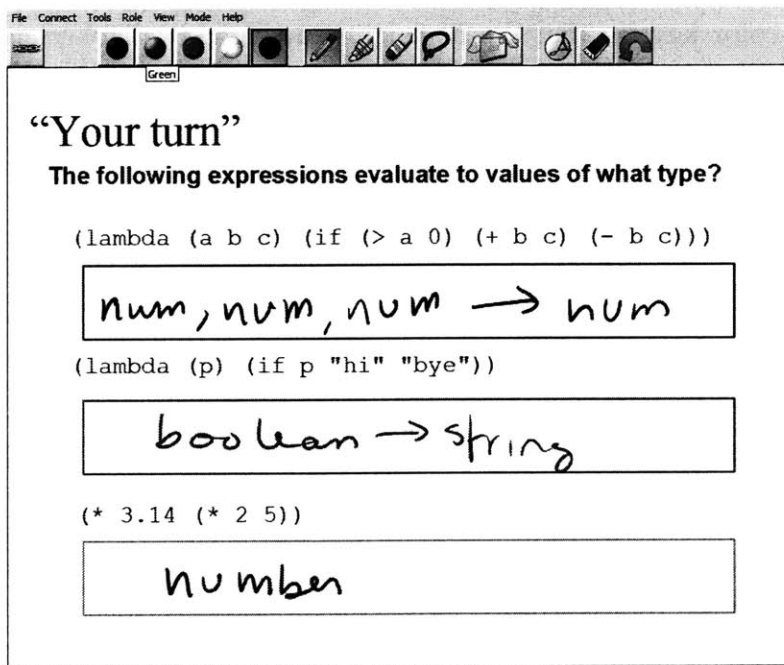 File Connect Tools Role View Mode Help
Green
“Your turn”
The following expressions evaluate to values of what type?
(lambda (a b c) (if (> a 0) (+ b c) (- b c)))
num, num, num → num
(lambda (p) (if p "hi" "bye"))
boolean → string
(* 3.14 (* 2 5))
number